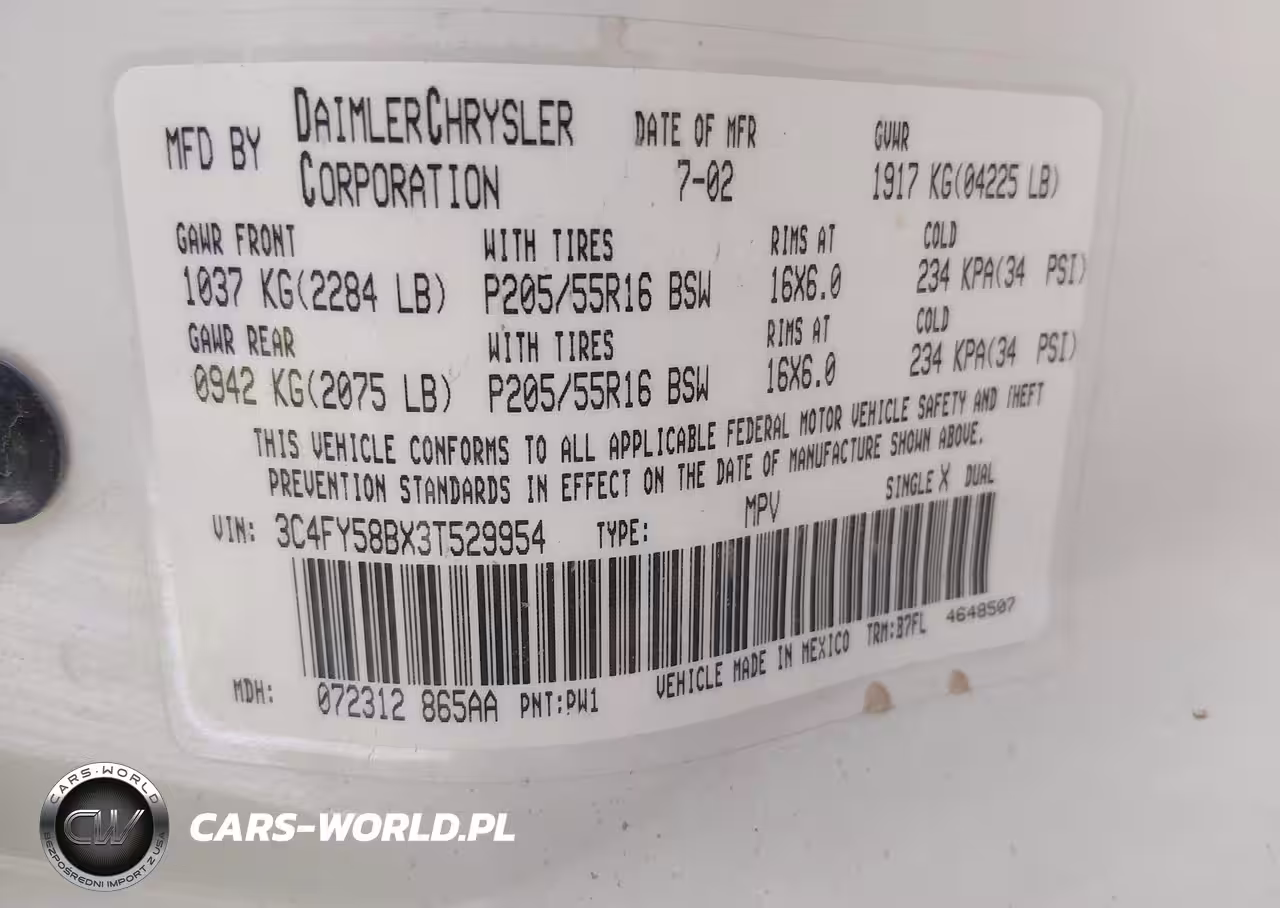 MFD BY DAIMLERCHRYSLER CORPORATION
DATE OF MFR
7-02
GVWR
1917 KG(04225 LB)
GAWR FRONT WITH TIRES RIMS AT COLD
1037 KG(2284 LB) P205/55R16 BSW 16X6.0 234 KPA(34 PSI)
GAWR REAR WITH TIRES RIMS AT COLD
0942 KG(2075 LB) P205/55R16 BSW 16X6.0 234 KPA(34 PSI)
THIS VEHICLE CONFORMS TO ALL APPLICABLE FEDERAL MOTOR VEHICLE SAFETY AND THEFT
PREVENTION STANDARDS IN EFFECT ON THE DATE OF MANUFACTURE SHOWN ABOVE.
VIN: 3C4FY58BX3T529954 TYPE: MPV SINGLE X DUAL
MDH: 072312 865AA PNT:PW1 VEHICLE MADE IN MEXICO TRM:B7FL 4648507
CARS-WORLD
CW
BEZPOŚREDNI IMPORT Z USA
CARS-WORLD.PL